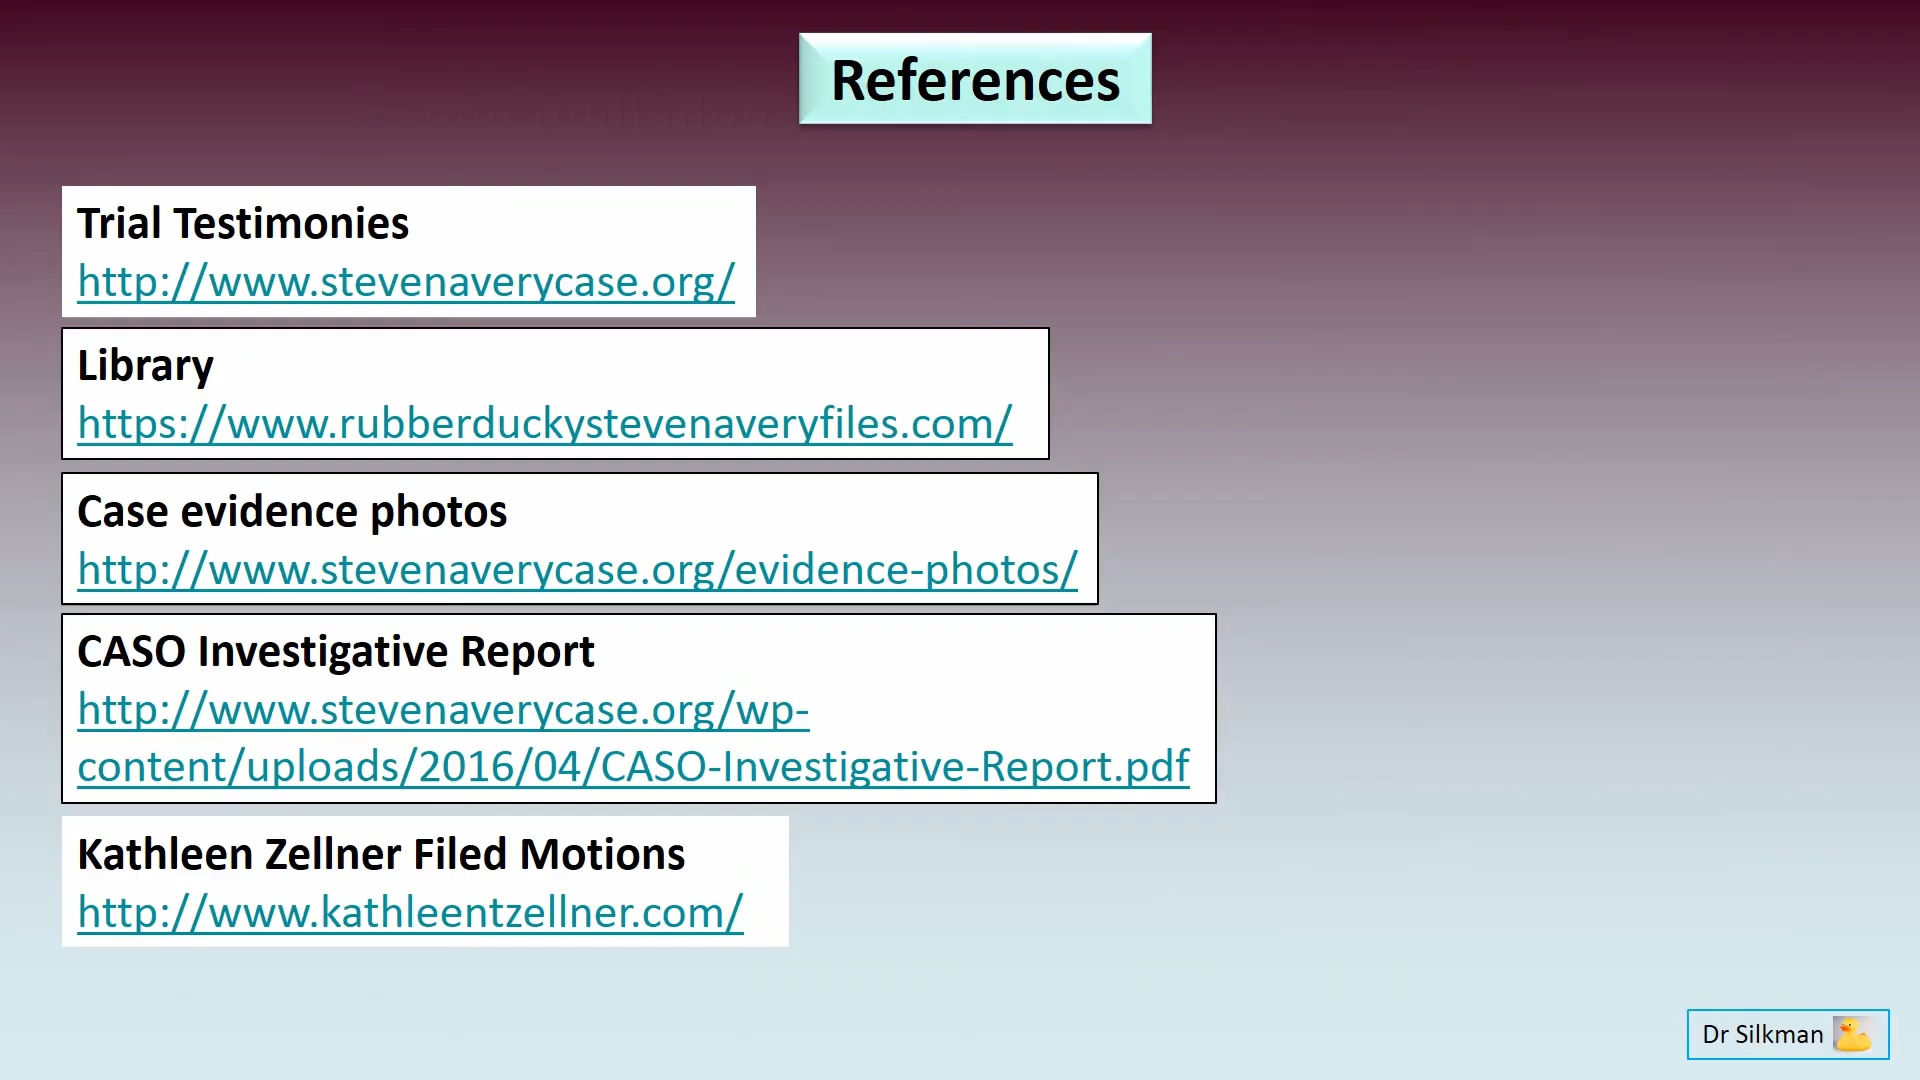 References
Trial Testimonies
http://www.stevenaverycase.org/
Library
https://www.rubberduckystevenaveryfiles.com/
Case evidence photos
http://www.stevenaverycase.org/evidence-photos/
CASO Investigative Report
http://www.stevenaverycase.org/wp-
content/uploads/2016/04/CASO-Investigative-Report.pdf
Kathleen Zellner Filed Motions
http://www.kathleentzellner.com/
Dr Silkman